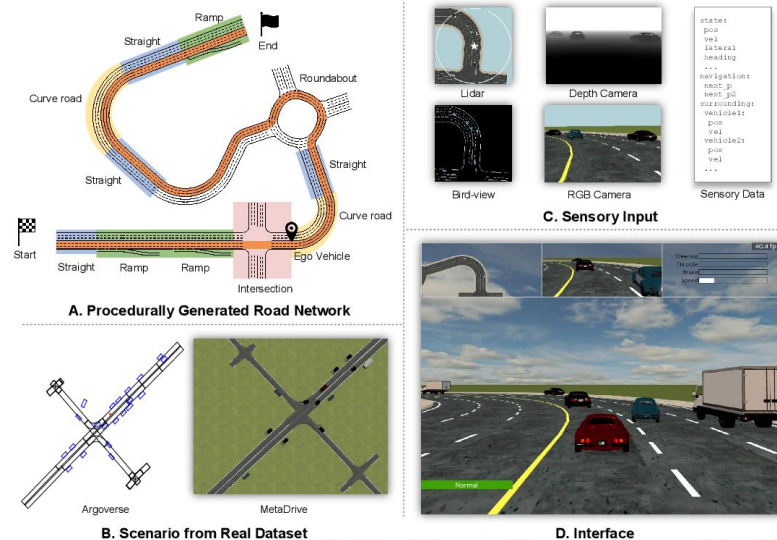 Ramp
Straight
End
Curve road
Roundabout
Straight
Straight
Curve road
Start
Ego Vehicle
Straight
Ramp
Ramp
Intersection
A. Procedurally Generated Road Network
Argoverse
MetaDrive
B. Scenario from Real Dataset
Lidar
Depth Camera
Bird-view
RGB Camera
state:
pos
vel
lateral
heading
...
navigation:
next_p
next_p2
surrounding:
vehicle1:
pos
vel
vehicle2:
pos
vel
...
Sensory Data
C. Sensory Input
40.4 fp
Steering
Throttle
Brake
Speed
Normal
D. Interface